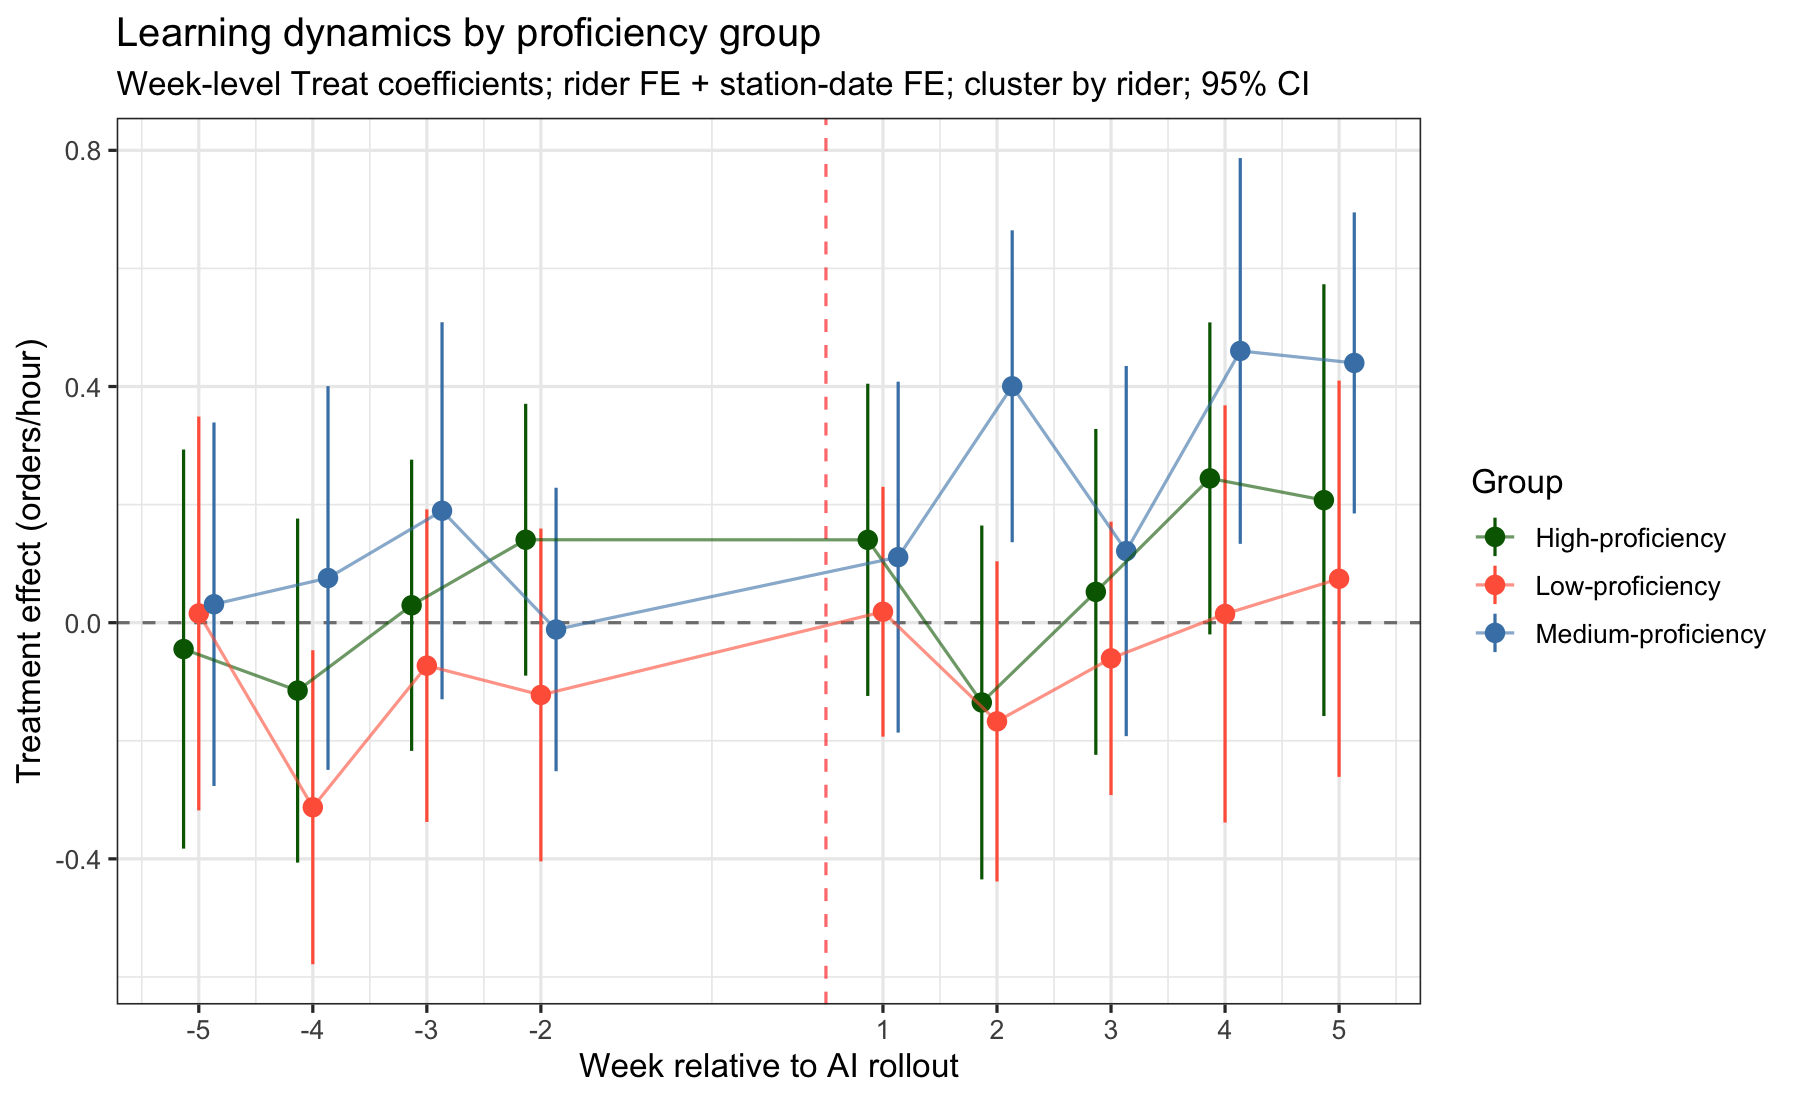 Learning dynamics by proficiency group
Week-level Treat coefficients; rider FE + station-date FE; cluster by rider; 95% CI
Treatment effect (orders/hour)
0.8
0.4
0.0
-0.4
-5 -4 -3 -2 1 2 3 4 5
Week relative to AI rollout
Group
High-proficiency
Low-proficiency
Medium-proficiency